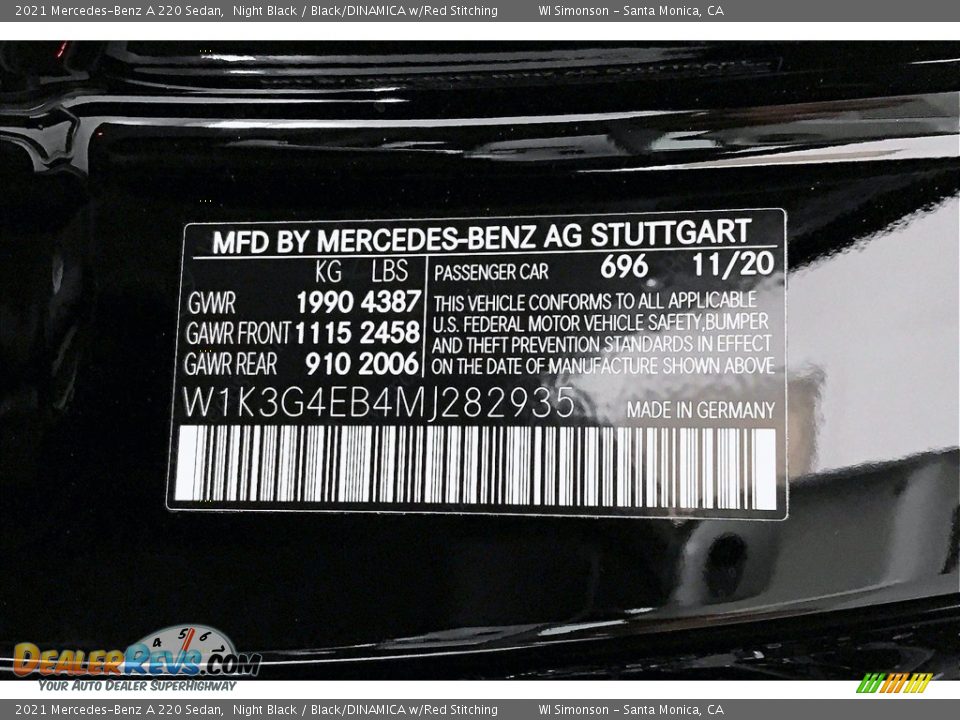 2021 Mercedes-Benz A 220 Sedan, Night Black / Black/DINAMICA w/Red Stitching WI Simonson - Santa Monica, CA
MFD BY MERCEDES-BENZ AG STUTTGART
KG LBS
GVWR 1990 4387
GAWR FRONT 1115 2458
GAWR REAR 910 2006
PASSENGER CAR 696 11/20
THIS VEHICLE CONFORMS TO ALL APPLICABLE
U.S. FEDERAL MOTOR VEHICLE SAFETY, BUMPER
AND THEFT PREVENTION STANDARDS IN EFFECT
ON THE DATE OF MANUFACTURE SHOWN ABOVE
W1K3G4EB4MJ282935 MADE IN GERMANY
4 5 6
DEALERREVS.COM
YOUR AUTO DEALER SUPERHIGHWAY
2021 Mercedes-Benz A 220 Sedan, Night Black / Black/DINAMICA w/Red Stitching WI Simonson - Santa Monica, CA